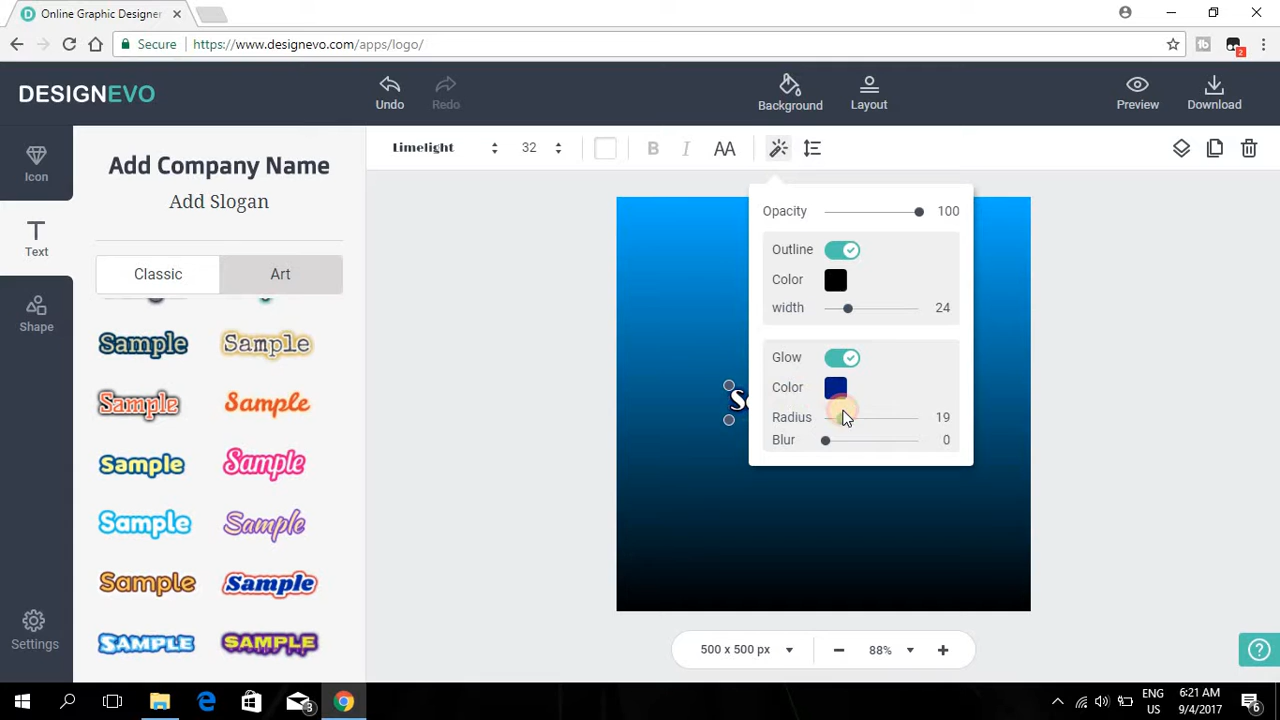 Online Graphic Designer
Secure
https://www.designevo.com/apps/logo/
2
DESIGNEVO
Undo
Redo
Background
Layout
Preview
Download
Icon
Text
Shape
Settings
Add Company Name
Add Slogan
Classic
Art
Sample Sample
Sample Sample
Sample Sample
Sample Sample
Sample Sample
SAMPLE SAMPLE
Limelight
32
B I AA
Opacity 100
Outline
Color
width 24
Glow
Color
Radius 19
Blur 0
500 x 500 px
88%
3
ENG
US
6:21 AM
9/4/2017
6